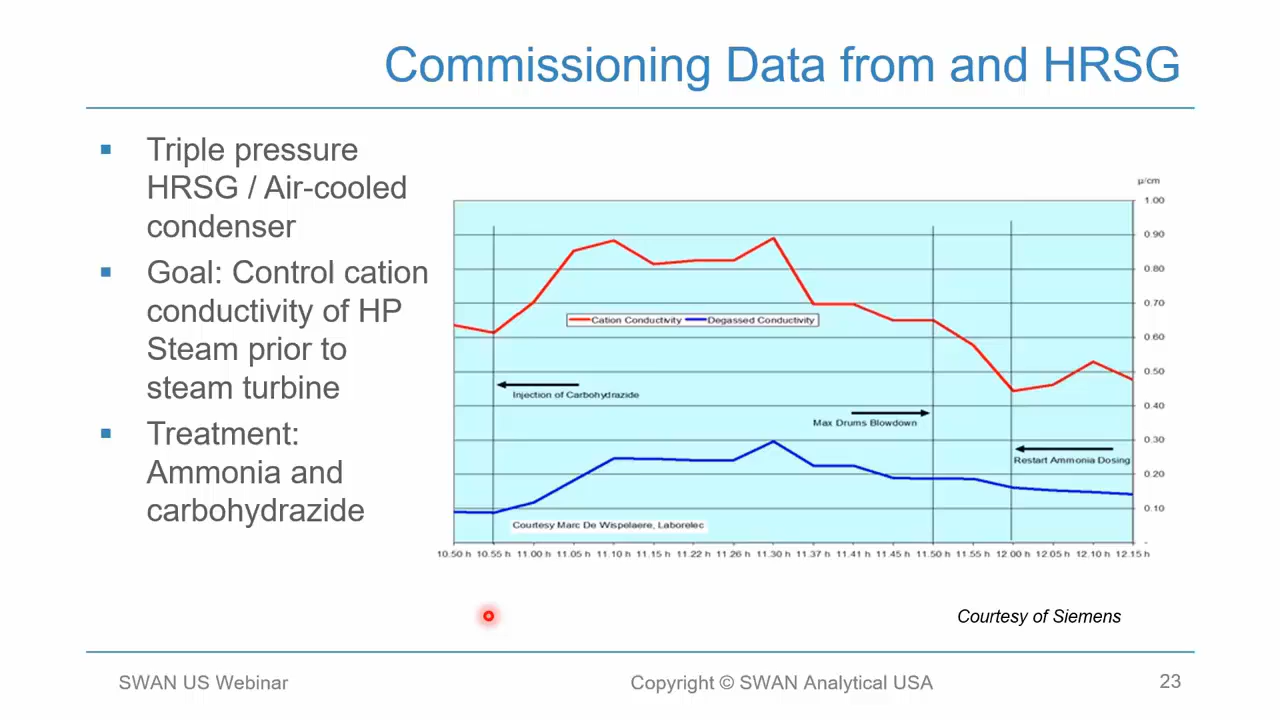 Commissioning Data from and HRSG
Triple pressure
HRSG / Air-cooled
condenser
Goal: Control cation
conductivity of HP
Steam prior to
steam turbine
Treatment:
Ammonia and
carbohydrazide
µ/cm
1.00
0.90
0.80
0.70
0.60
0.50
0.40
0.30
0.20
0.10
-
Cation Conductivity Degassed Conductivity
Injection of Carbohydrazide
Max Drums Blowdown
Restart Ammonia Dosing
Courtesy Marc De Wispelaere, Laborelec
10.50 h 10.55 h 11.00 h 11.05 h 11.10 h 11.15 h 11.22 h 11.26 h 11.30 h 11.37 h 11.41 h 11.45 h 11.50 h 11.55 h 12.00 h 12.05 h 12.10 h 12.15 h
Courtesy of Siemens
SWAN US Webinar
Copyright © SWAN Analytical USA
23